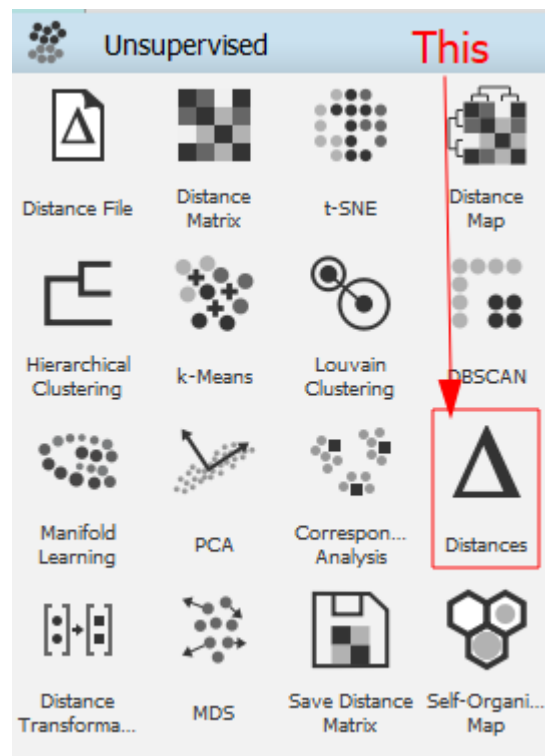 Unsupervised
This
Distance File
Distance
Matrix
t-SNE
Distance
Map
Hierarchical
Clustering
k-Means
Louvain
Clustering
DBSCAN
Manifold
Learning
PCA
Correspon...
Analysis
Distances
Distance
Transforma...
MDS
Save Distance
Matrix
Self-Organi...
Map